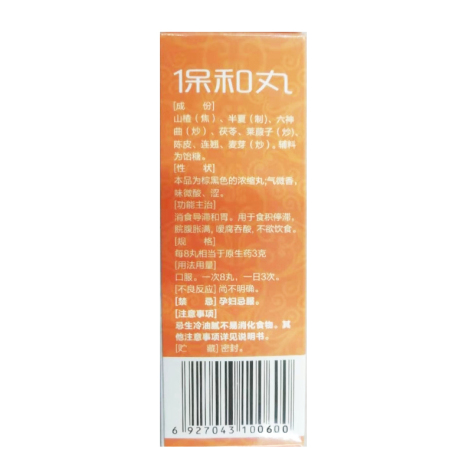 保和丸
[成 份]
山楂（焦）、半夏（制）、六神
曲（炒）、茯苓、莱菔子（炒)、
陈皮、连翘、麦芽（炒）。辅料
为饴糖。
[性 状]
本品为棕黑色的浓缩丸;气微香，
味微酸、涩。
[功能主治]
消食导滞和胃。用于食积停滞，
脘腹胀满,嗳腐吞酸,不欲饮食。
[规 格]
每8丸相当于原生药3克
[用法用量]
口服。一次8丸，一日3次。
[不良反应]尚不明确。
[禁 忌]孕妇忌服。
[注意事项]
忌生冷油腻不易消化食物。其
他注意事项详见说明书。
[贮 藏]密封。
6 927043 100600